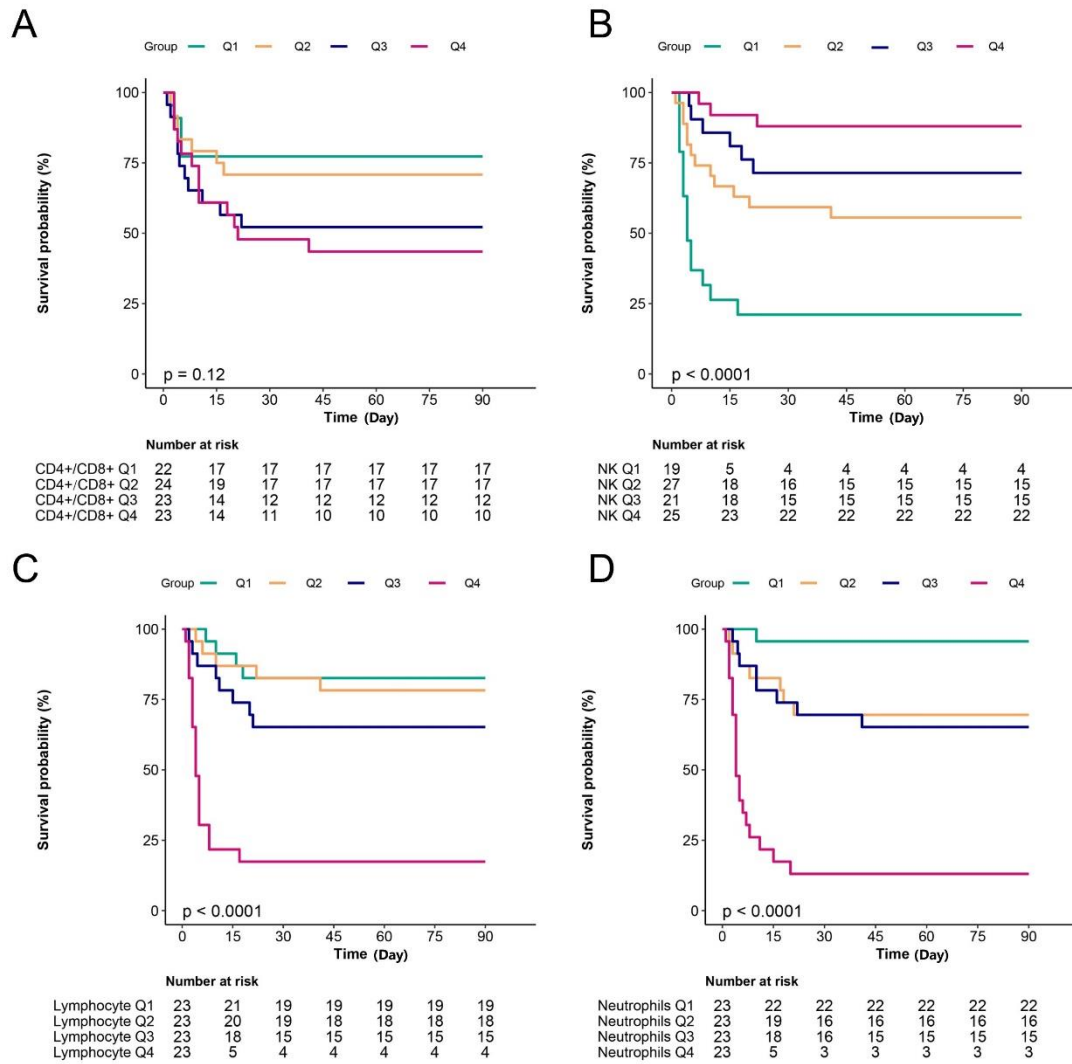 A
Group Q1 Q2 Q3 Q4
Survival probability (%)
100
75
50
25
0
p = 0.12
0 15 30 45 60 75 90
Time (Day)
Number at risk
CD4+/CD8+ Q1 22 17 17 17 17 17 17
CD4+/CD8+ Q2 24 19 17 17 17 17 17
CD4+/CD8+ Q3 23 14 12 12 12 12 12
CD4+/CD8+ Q4 23 14 11 10 10 10 10
B
Group Q1 Q2 Q3 Q4
Survival probability (%)
100
75
50
25
0
p < 0.0001
0 15 30 45 60 75 90
Time (Day)
Number at risk
NK Q1 19 5 4 4 4 4 4
NK Q2 27 18 16 15 15 15 15
NK Q3 21 18 15 15 15 15 15
NK Q4 25 23 22 22 22 22 22
C
Group Q1 Q2 Q3 Q4
Survival probability (%)
100
75
50
25
0
p < 0.0001
0 15 30 45 60 75 90
Time (Day)
Number at risk
Lymphocyte Q1 23 21 19 19 19 19 19
Lymphocyte Q2 23 20 19 18 18 18 18
Lymphocyte Q3 23 18 15 15 15 15 15
Lymphocyte Q4 23 5 4 4 4 4 4
D
Group Q1 Q2 Q3 Q4
Survival probability (%)
100
75
50
25
0
p < 0.0001
0 15 30 45 60 75 90
Time (Day)
Number at risk
Neutrophils Q1 23 22 22 22 22 22 22
Neutrophils Q2 23 19 16 16 16 16 16
Neutrophils Q3 23 18 16 15 15 15 15
Neutrophils Q4 23 5 3 3 3 3 3